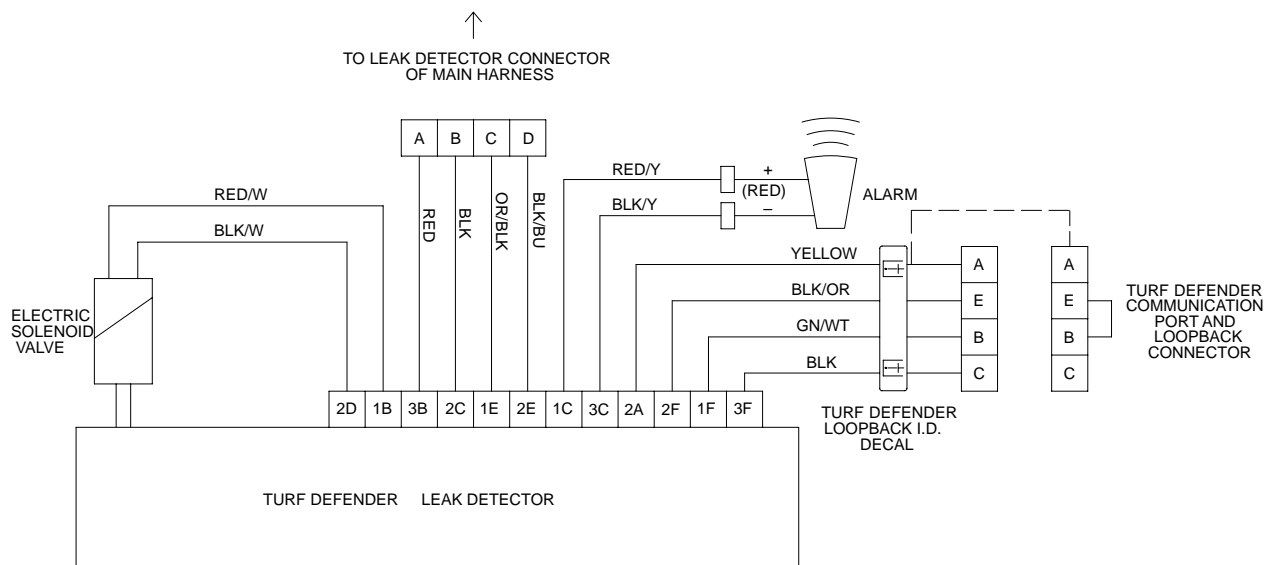 TO LEAK DETECTOR CONNECTOR
OF MAIN HARNESS
A B C D
RED/W
BLK/W
RED
BLK
OR/BLK
BLK/BU
RED/Y
BLK/Y
+
(RED)
–
ALARM
YELLOW
BLK/OR
GN/WT
BLK
A
E
B
C
A
E
B
C
TURF DEFENDER
COMMUNICATION
PORT AND
LOOPBACK
CONNECTOR
ELECTRIC
SOLENOID
VALVE
2D 1B 3B 2C 1E 2E 1C 3C 2A 2F 1F 3F
TURF DEFENDER
LOOPBACK I.D.
DECAL
TURF DEFENDER LEAK DETECTOR